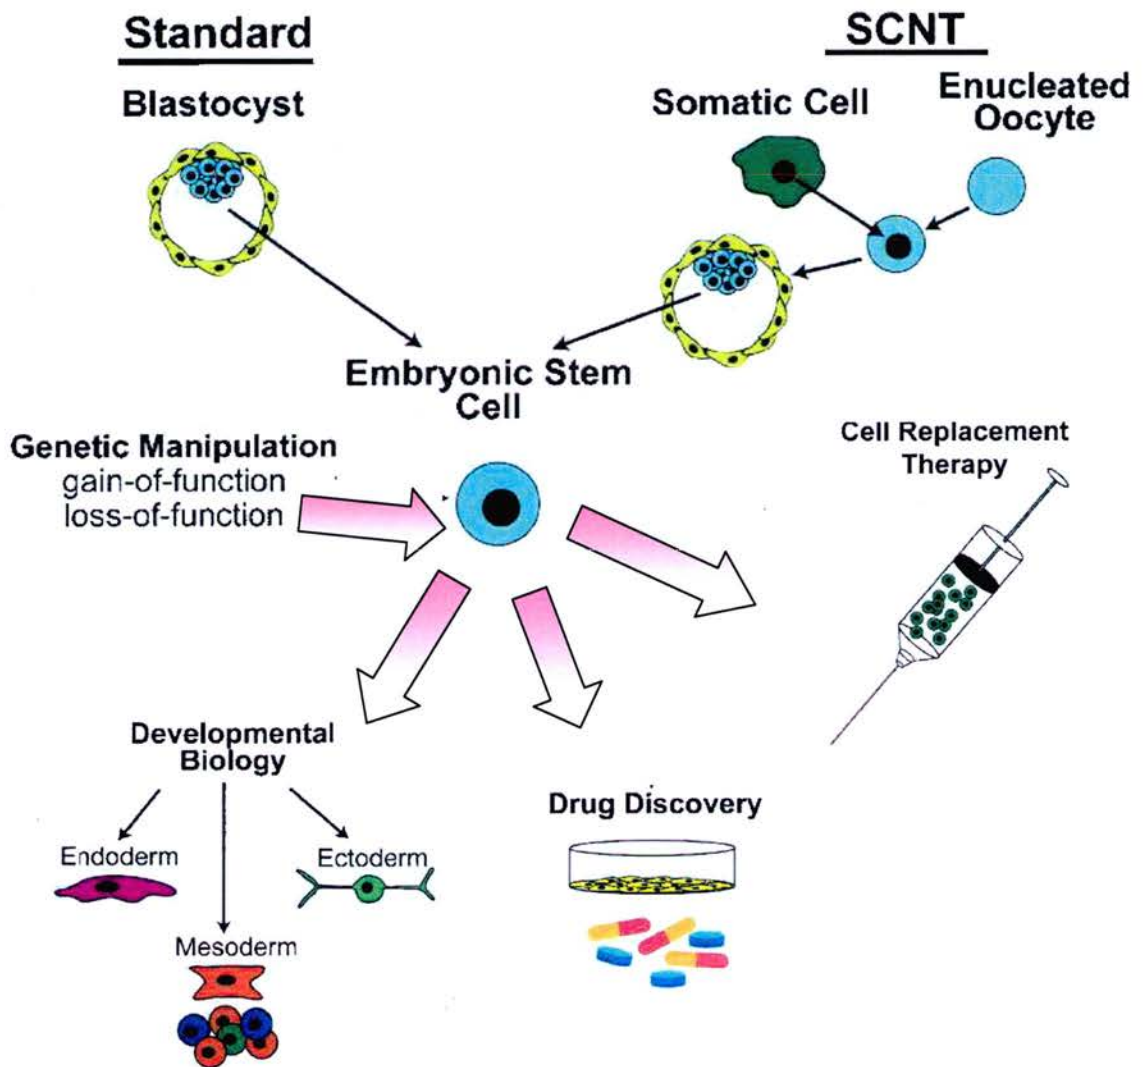 Standard
Blastocyst
SCNT
Somatic Cell
Enucleated
Oocyte
Embryonic Stem
Cell
Genetic Manipulation
gain-of-function
loss-of-function
Cell Replacement
Therapy
Developmental
Biology
Endoderm
Ectoderm
Mesoderm
Drug Discovery